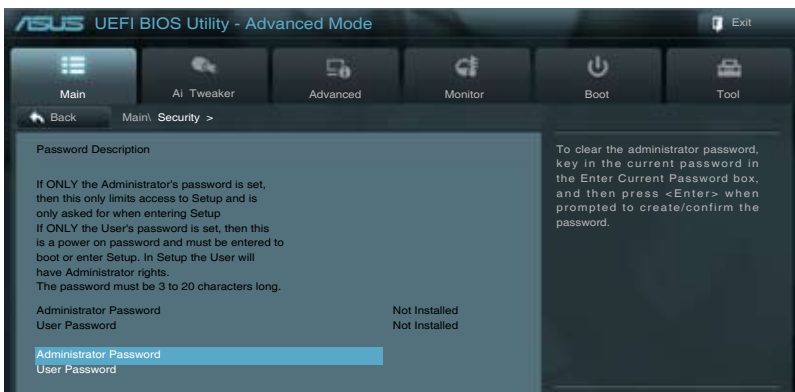 ASUS UEFI BIOS Utility - Advanced Mode
Exit
Main
Ai Tweaker
Advanced
Monitor
Boot
Tool
Back
Main\ Security >
Password Description
If ONLY the Administrator's password is set,
then this only limits access to Setup and is
only asked for when entering Setup
If ONLY the User's password is set, then this
is a power on password and must be entered to
boot or enter Setup. In Setup the User will
have Administrator rights.
The password must be 3 to 20 characters long.
Administrator Password Not Installed
User Password Not Installed
Administrator Password
User Password
To clear the administrator password,
key in the current password in
the Enter Current Password box,
and then press <Enter> when
prompted to create/confirm the
password.